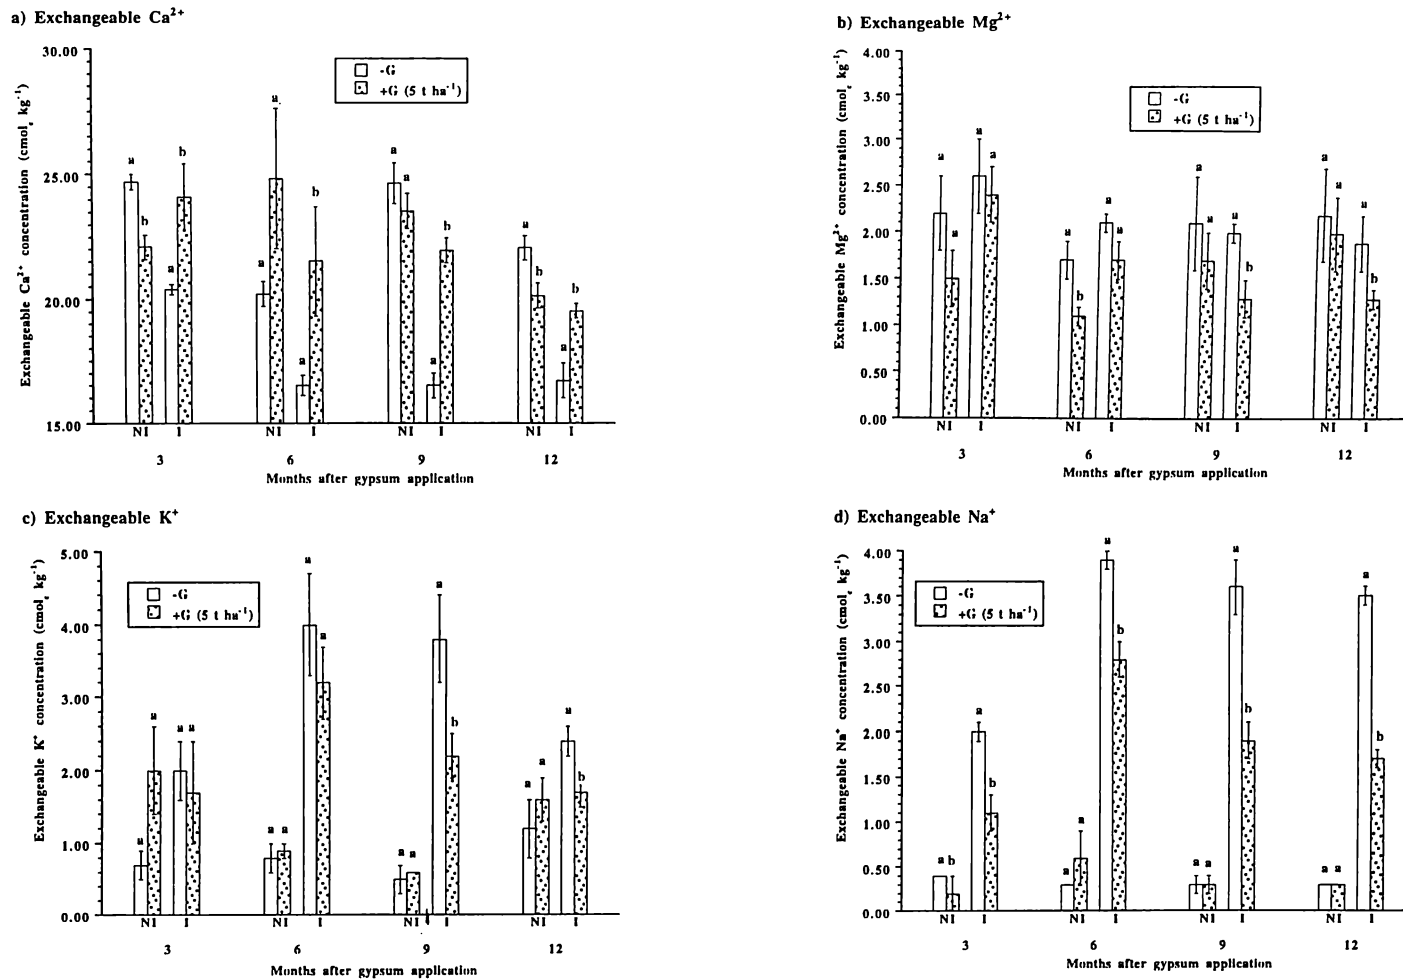 a) Exchangeable Ca²⁺
Exchangeable Ca²⁺ concentration (cmol_c kg⁻¹)
30.00
25.00
20.00
15.00
-G
+G (5 t ha⁻¹)
a
b
a
b
a
a
a
b
a
a
a
b
a
b
a
b
NI I NI I NI I NI I
3 6 9 12
Months after gypsum application
b) Exchangeable Mg²⁺
Exchangeable Mg²⁺ concentration (cmol_c kg⁻¹)
4.00
3.50
3.00
2.50
2.00
1.50
1.00
0.50
0.00
-G
+G (5 t ha⁻¹)
a
a
a
a
a
b
a
a
a
a
a
b
a
a
a
b
NI I NI I NI I NI I
3 6 9 12
Months after gypsum application
c) Exchangeable K⁺
Exchangeable K⁺ concentration (cmol_c kg⁻¹)
5.00
4.00
3.00
2.00
1.00
0.00
-G
+G (5 t ha⁻¹)
a
a
a
a
a
a
a
a
a
a
a
b
a
a
a
b
NI I NI I NI I NI I
3 6 9 12
Months after gypsum application
d) Exchangeable Na⁺
Exchangeable Na⁺ concentration (cmol_c kg⁻¹)
4.00
3.50
3.00
2.50
2.00
1.50
1.00
0.50
0.00
-G
+G (5 t ha⁻¹)
a
b
a
b
a
a
a
b
a
a
a
b
a
a
a
b
NI I NI I NI I NI I
3 6 9 12
Months after gypsum application